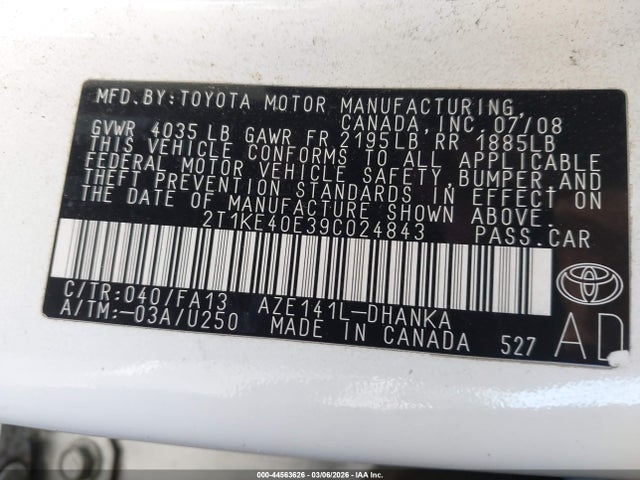 MFD.BY:TOYOTA MOTOR MANUFACTURING
CANADA, INC. 07/08
GVWR 4035 LB GAWR FR 2195LB RR 1885LB
THIS VEHICLE CONFORMS TO ALL APPLICABLE
FEDERAL MOTOR VEHICLE SAFETY, BUMPER, AND
THEFT PREVENTION STANDARDS IN EFFECT ON
THE DATE OF MANUFACTURE SHOWN ABOVE.
2T1KE40E39C024843 PASS.CAR
C/TR:040/FA13 AZE141L-DHANKA
A/TM:-03A/U250 MADE IN CANADA 527
AD
000-44563626 - 03/06/2026 - IAA Inc.